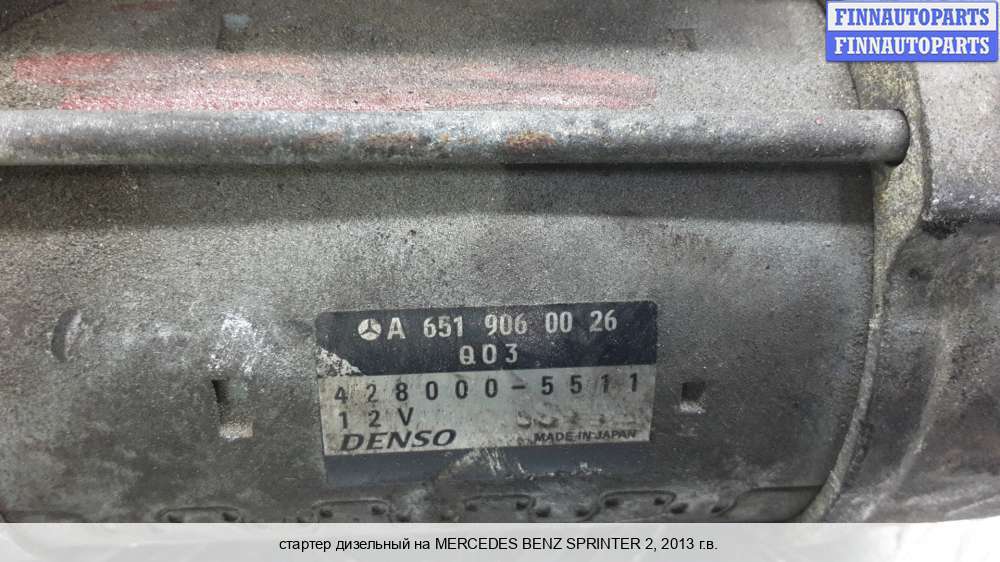 FINNAUTOPARTS
FINNAUTOPARTS
A 651 906 00 26
Q03
428000-5511
12V
DENSO MADE IN JAPAN
стартер дизельный на MERCEDES BENZ SPRINTER 2, 2013 г.в.